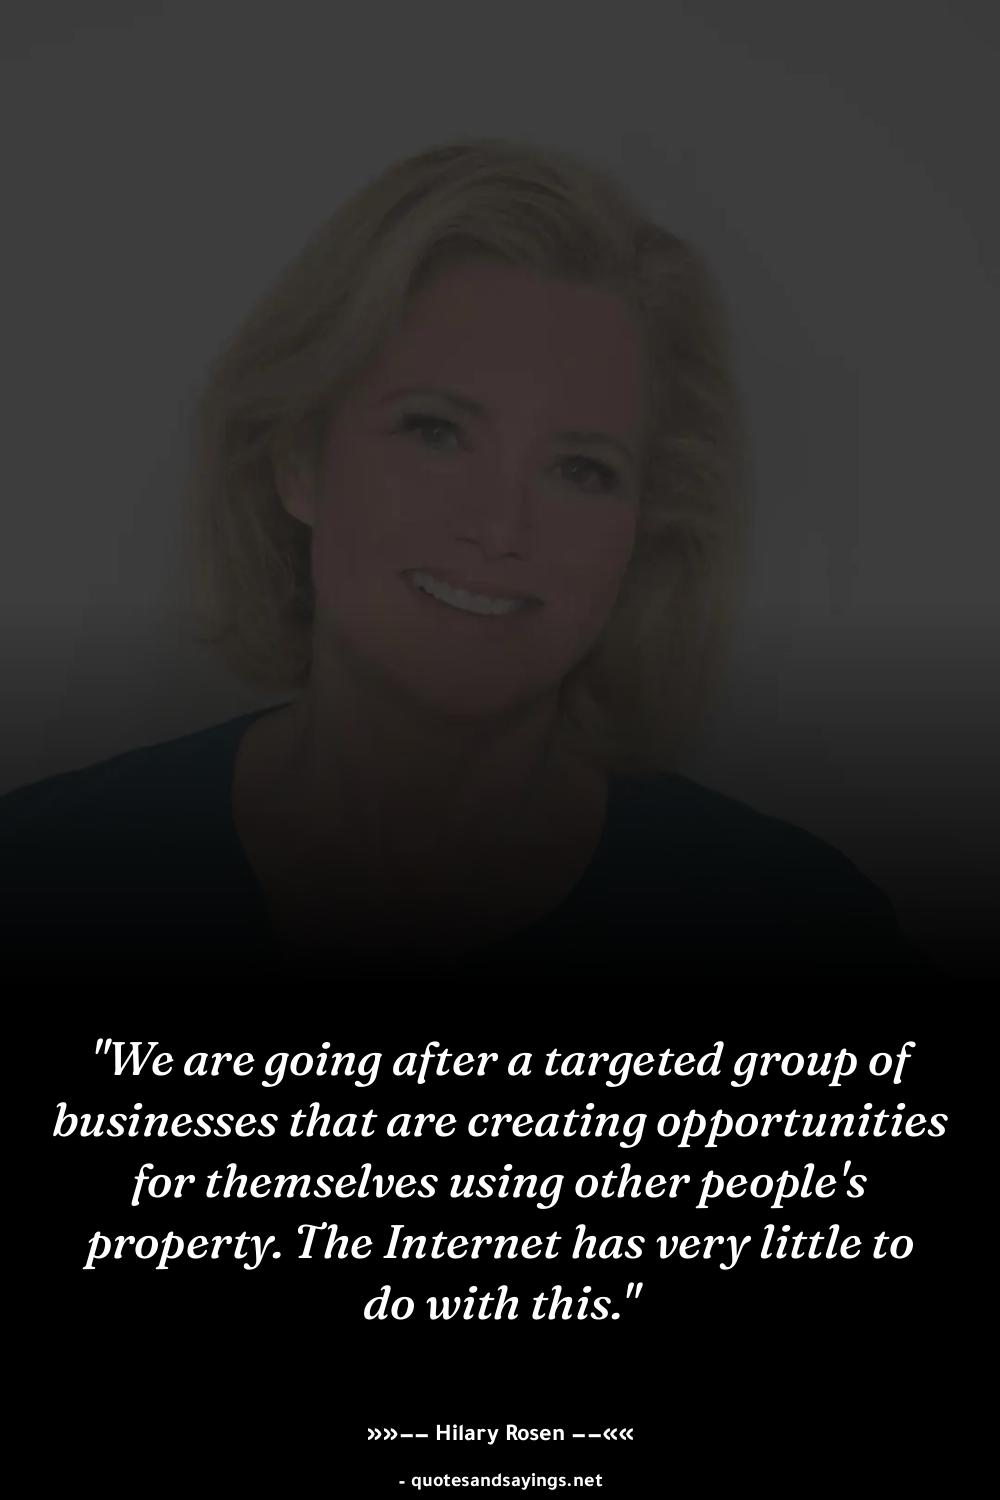 "We are going after a targeted group of
businesses that are creating opportunities
for themselves using other people's
property. The Internet has very little to
do with this."
»»–– Hilary Rosen ––««
- quotesandsayings.net